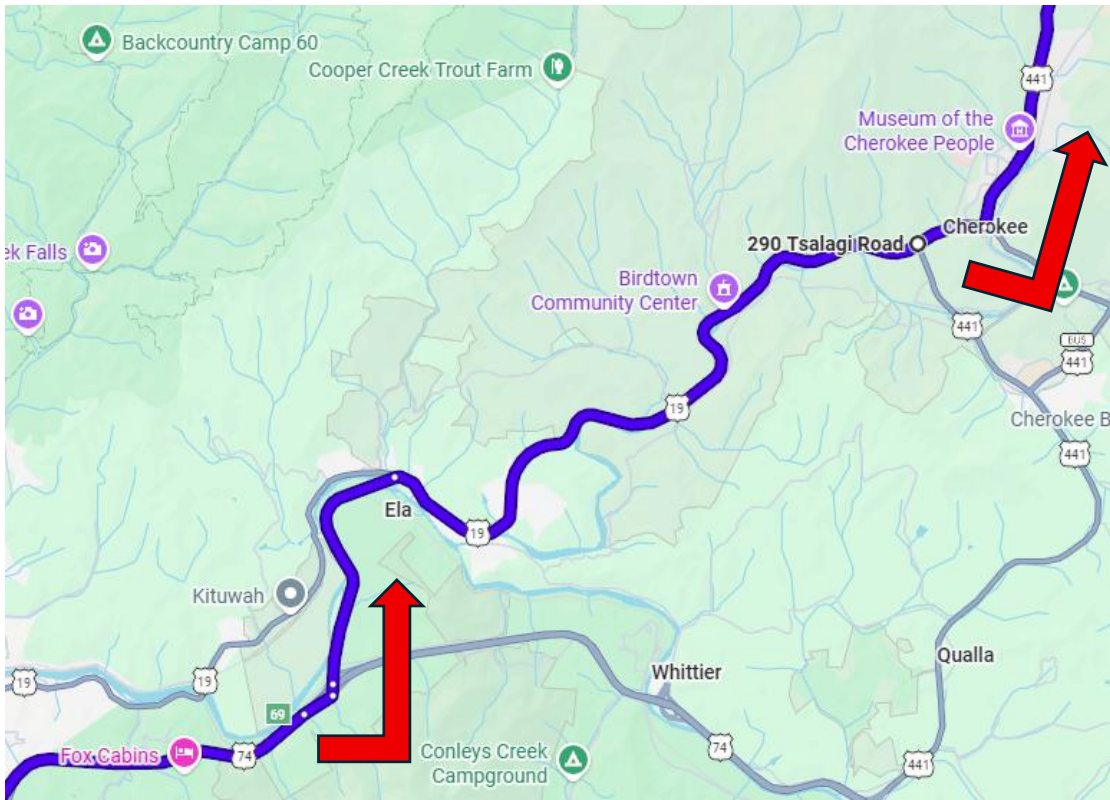 Backcountry Camp 60
Cooper Creek Trout Farm
441
Museum of the
Cherokee People
ek Falls
290 Tsalagi Road
Cherokee
Birdtown
Community Center
441
BUS
441
19
Cherokee B
441
Ela
19
Kituwah
Whittier
Qualla
19
19
69
Fox Cabins
74
Conleys Creek
Campground
74
441